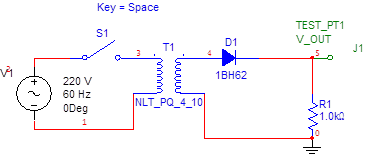 Key = Space
TEST_PT1
V_OUT
S1
3
T1
4
D1
5
J1
V1
220 V
60 Hz
0Deg
1BH62
NLT_PQ_4_10
1
R1
1.0kΩ
0